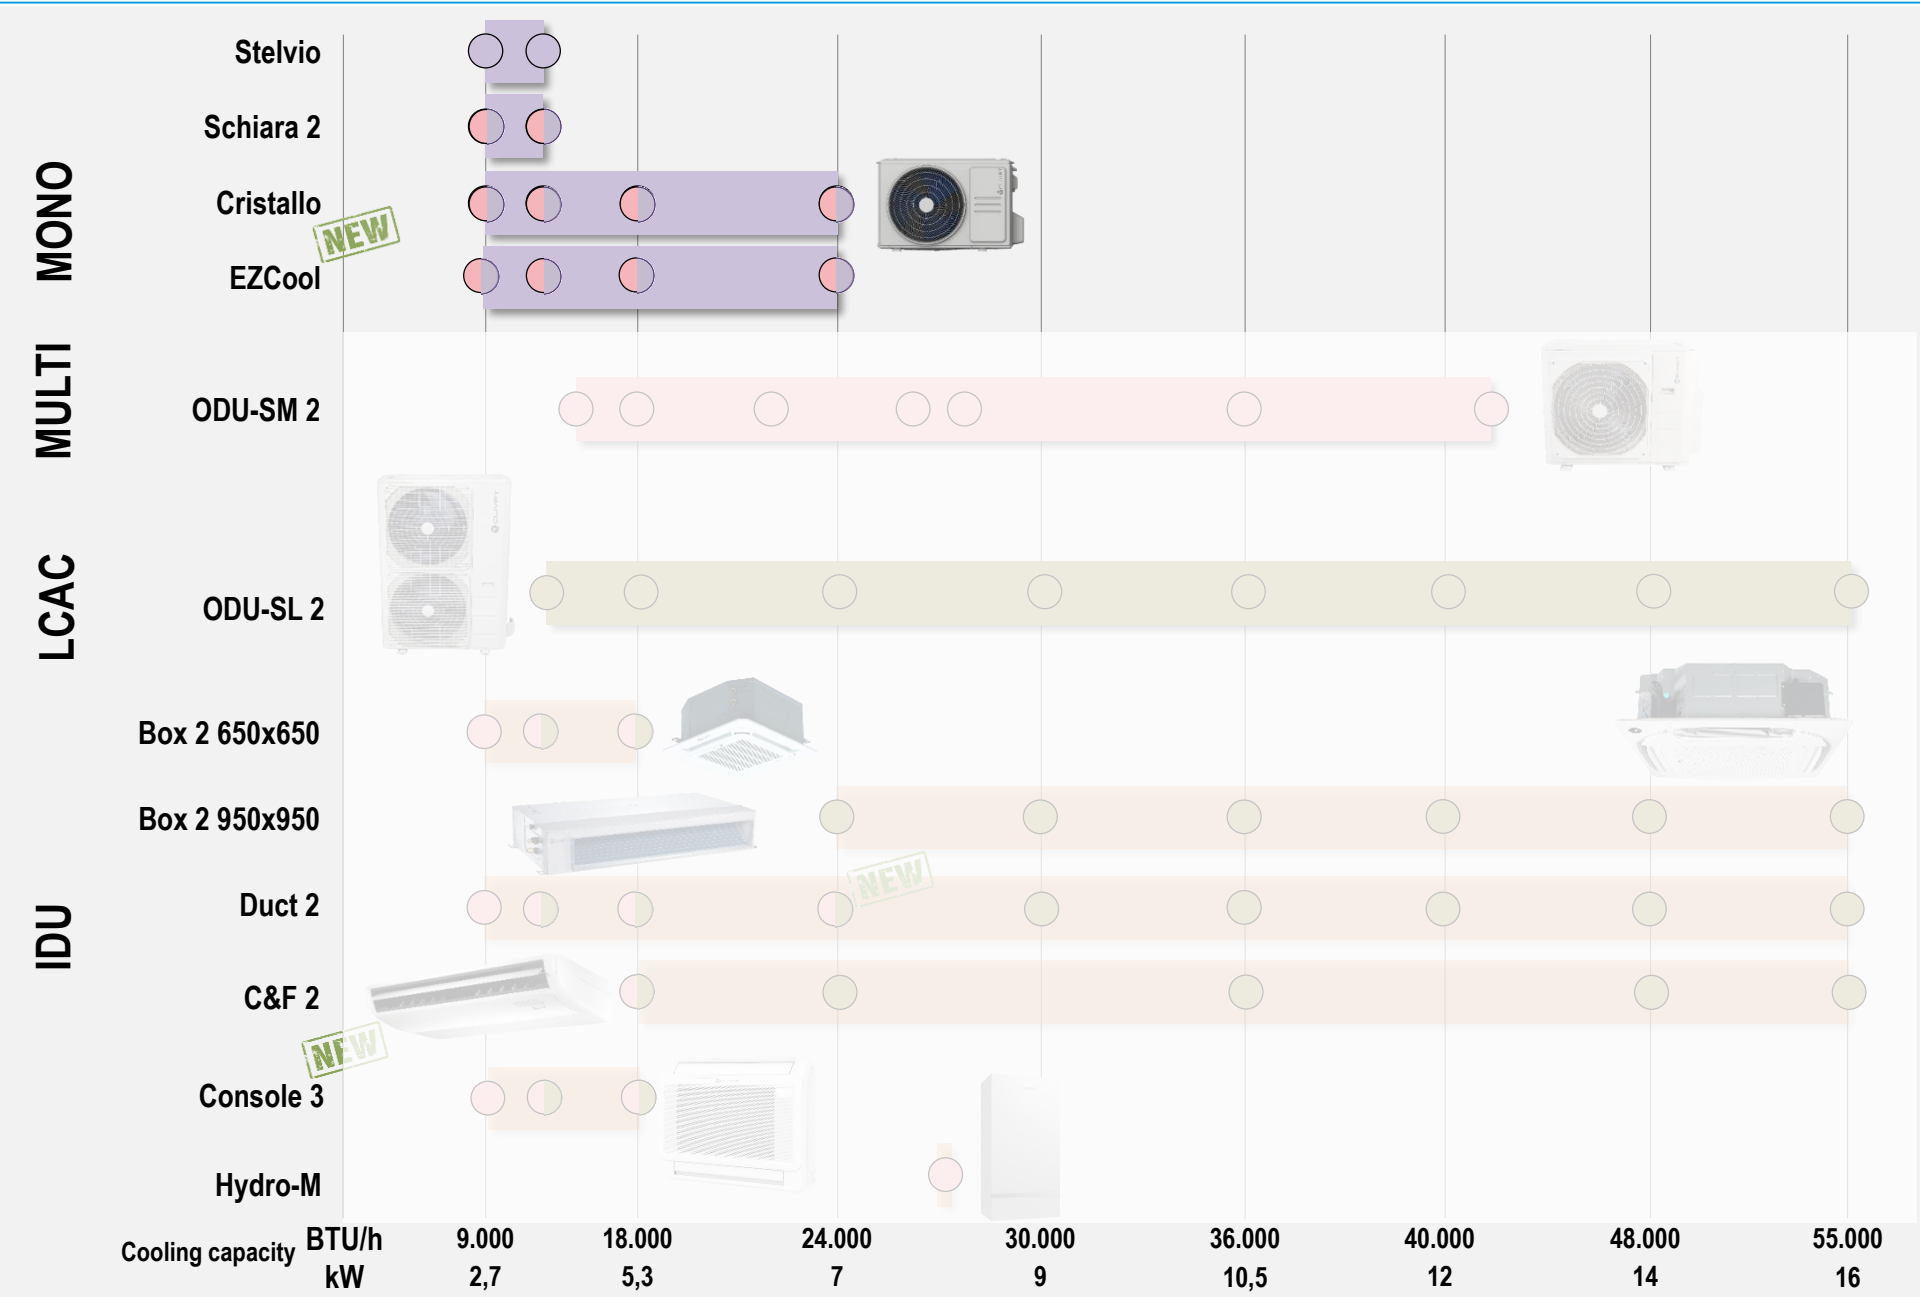 Stelvio
Schiara 2
Cristallo
NEW
EZCool
MONO
MULTI
ODU-SM 2
LCAC
ODU-SL 2
Box 2 650x650
Box 2 950x950
NEW
Duct 2
IDU
C&F 2
NEW
Console 3
Hydro-M
Cooling capacity BTU/h 9.000 18.000 24.000 30.000 36.000 40.000 48.000 55.000
kW 2,7 5,3 7 9 10,5 12 14 16